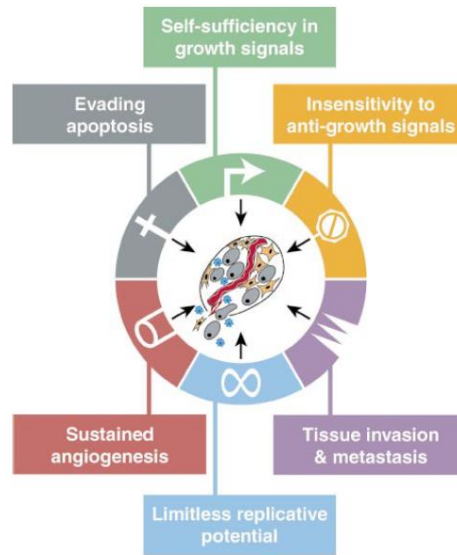 Self-sufficiency in
growth signals
Evading
apoptosis
Insensitivity to
anti-growth signals
Sustained
angiogenesis
Tissue invasion
& metastasis
Limitless replicative
potential